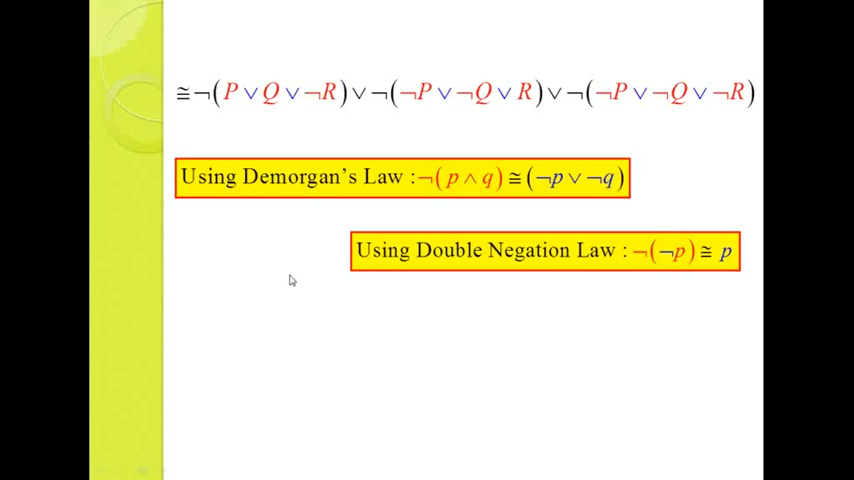 ≅¬(P∨Q∨¬R)∨¬(¬P∨¬Q∨R)∨¬(¬P∨¬Q∨¬R)
Using Demorgan's Law :¬(p∧q)≅(¬p∨¬q)
Using Double Negation Law : ¬(¬p)≅ p